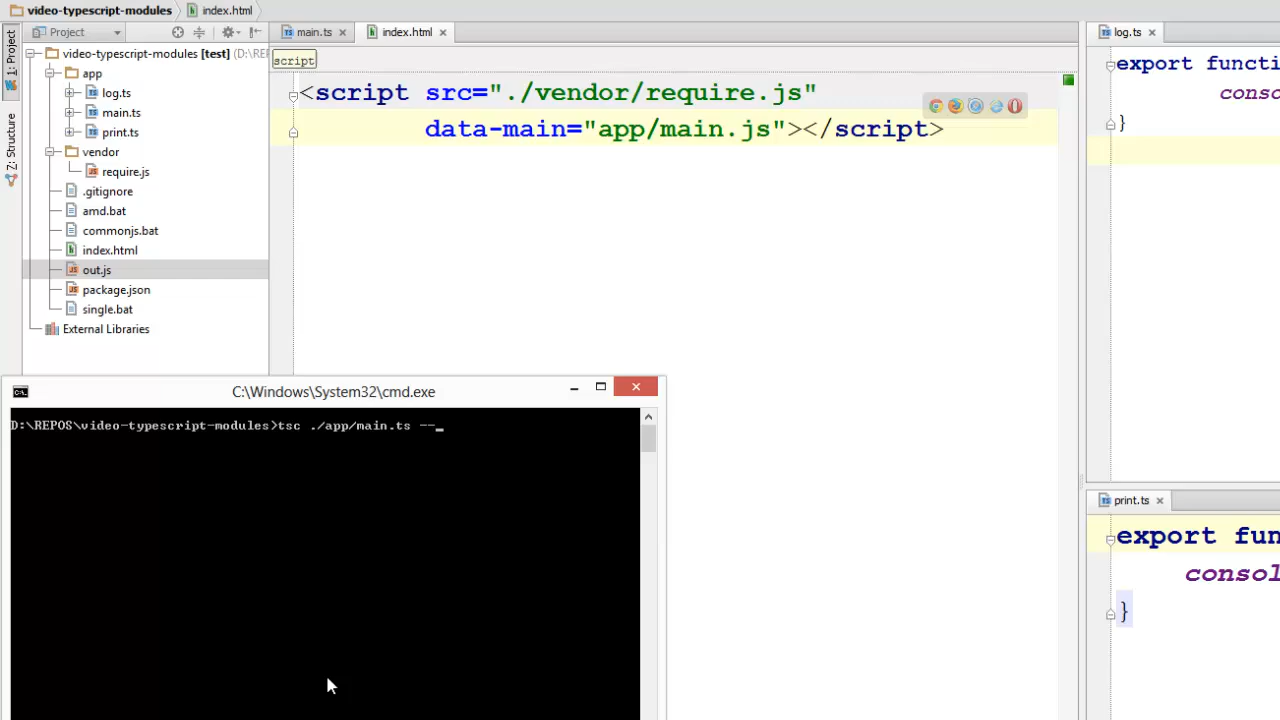 video-typescript-modules index.html
1: Project
Z: Structure
Project
video-typescript-modules [test] (D:\REP
app
log.ts
main.ts
print.ts
vendor
require.js
.gitignore
amd.bat
commonjs.bat
index.html
out.js
package.json
single.bat
External Libraries
main.ts index.html
script
<script src="./vendor/require.js"
data-main="app/main.js"></script>
log.ts
export functi
conso
}
print.ts
export fun
consol
}
C:\Windows\System32\cmd.exe
D:\REPOS\video-typescript-modules>tsc ./app/main.ts --_